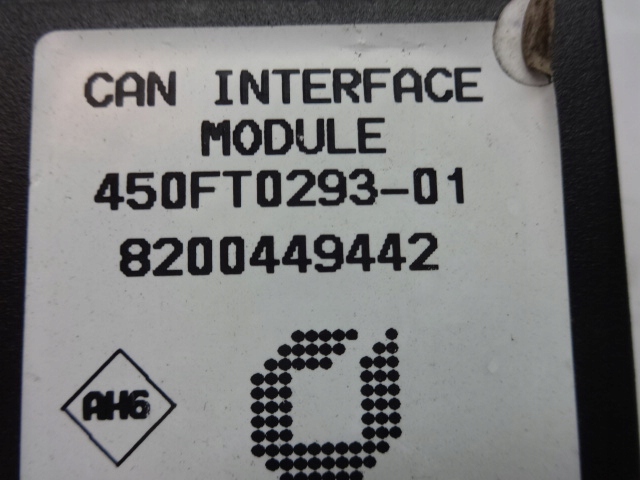 CAN INTERFACE
MODULE
450FT0293-01
8200449442
AH6